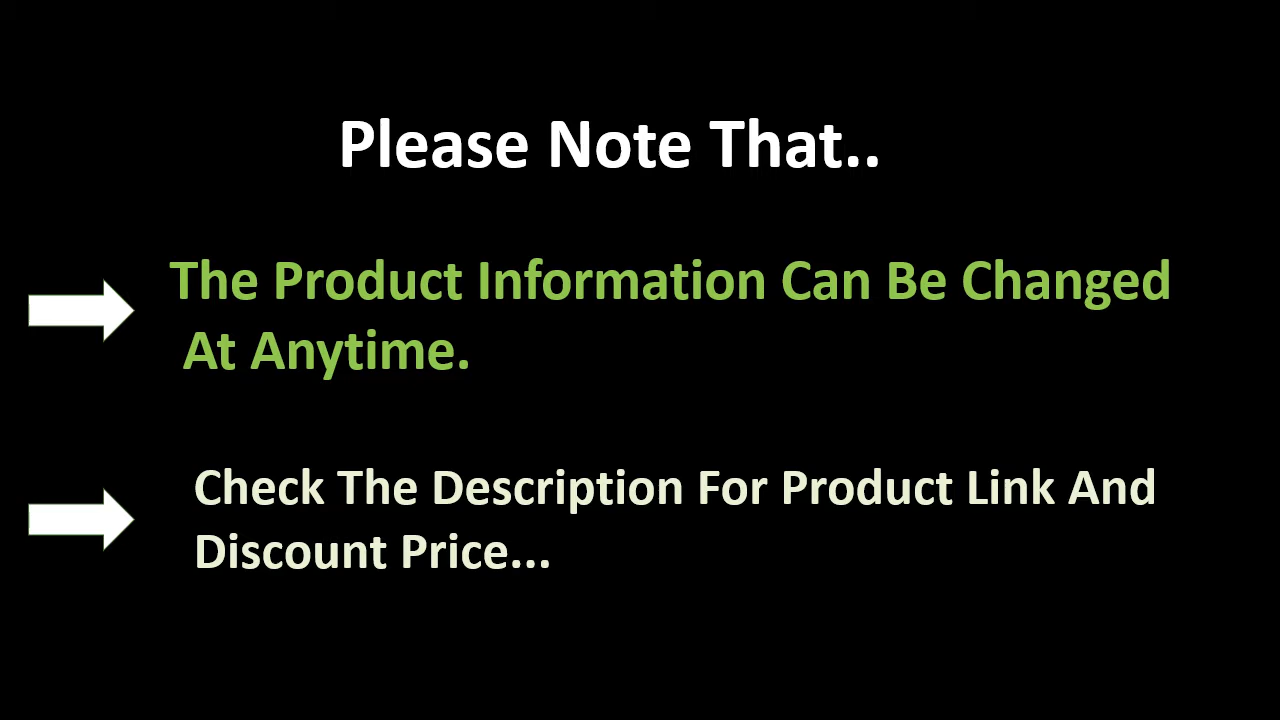 Please Note That..
The Product Information Can Be Changed
At Anytime.
Check The Description For Product Link And
Discount Price...